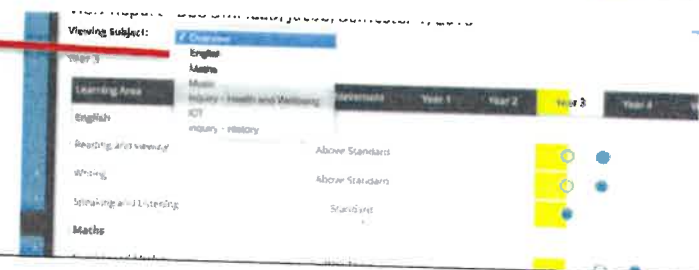 Viewing Subject: ✓ Overview
English
Year 3
Maths
Music
Learning Area Inquiry - Health and Wellbeing Year 1 Year 2 Year 3 Year 4
ICT
English
Inquiry - History
Reading and viewing Above Standard
Writing Above Standard
Speaking and Listening Standard
Maths